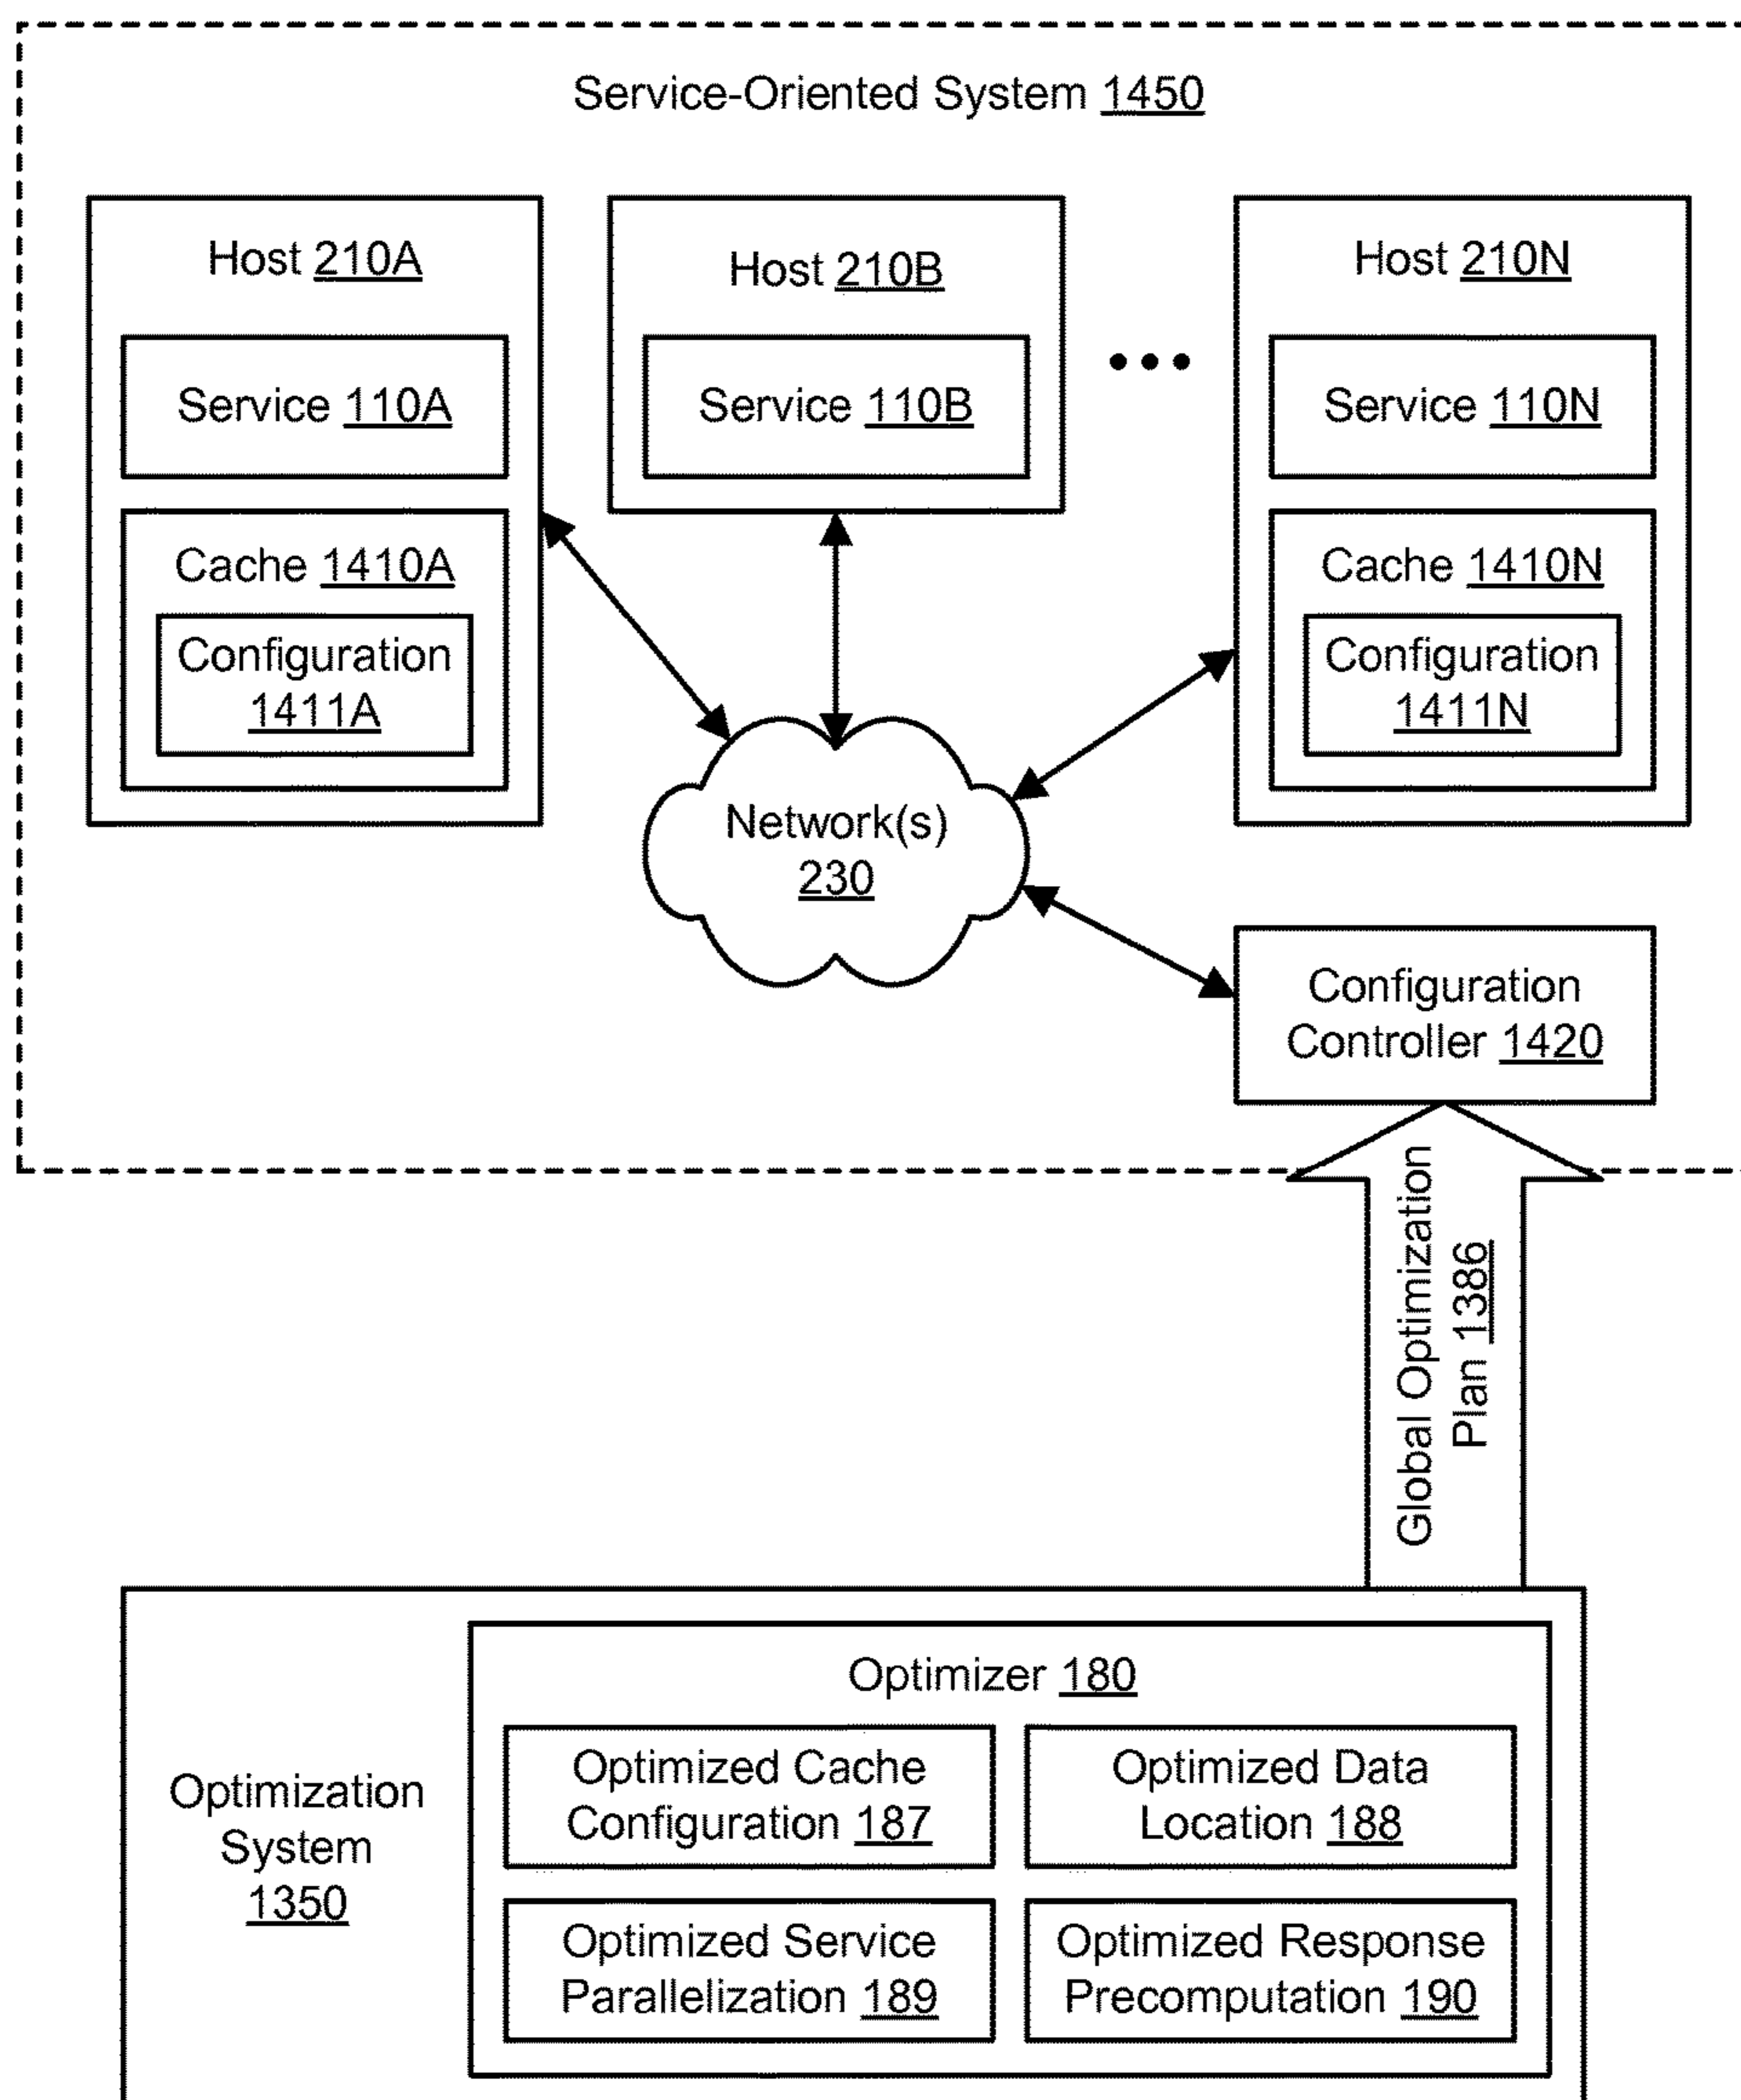 Service-Oriented System 1450
Host 210A
Service 110A
Cache 1410A
Configuration
1411A
Host 210B
Service 110B
Host 210N
Service 110N
Cache 1410N
Configuration
1411N
Network(s)
230
Configuration
Controller 1420
Global Optimization
Plan 1386
Optimization
System
1350
Optimizer 180
Optimized Cache
Configuration 187
Optimized Data
Location 188
Optimized Service
Parallelization 189
Optimized Response
Precomputation 190